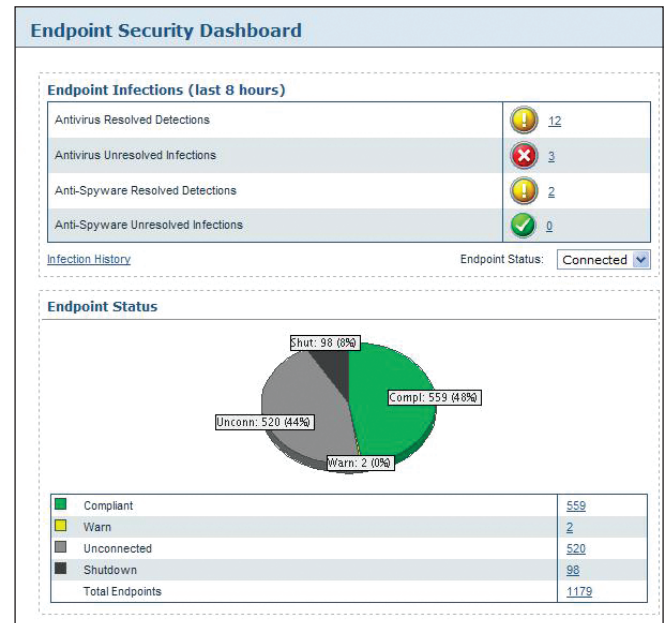 Endpoint Security Dashboard
Endpoint Infections (last 8 hours)
Antivirus Resolved Detections 12
Antivirus Unresolved Infections 3
Anti-Spyware Resolved Detections 2
Anti-Spyware Unresolved Infections 0
Infection History Endpoint Status: Connected
Endpoint Status
Shut: 98 (8%)
Compl: 559 (48%)
Unconn: 520 (44%)
Warn: 2 (0%)
Compliant 559
Warn 2
Unconnected 520
Shutdown 98
Total Endpoints 1179